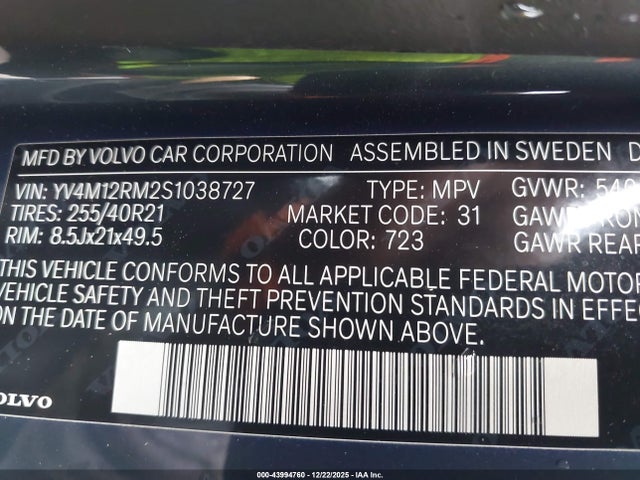 MFD BY VOLVO CAR CORPORATION ASSEMBLED IN SWEDEN
VIN: YV4M12RM2S1038727 TYPE: MPV GVWR:
TIRES: 255/40R21 MARKET CODE: 31 GAWR
RIM: 8.5Jx21x49.5 COLOR: 723 GAWR REAR
THIS VEHICLE CONFORMS TO ALL APPLICABLE FEDERAL MOTOR
VEHICLE SAFETY AND THEFT PREVENTION STANDARDS IN EFFEC
ON THE DATE OF MANUFACTURE SHOWN ABOVE.
VOLVO
000-43994760 - 12/22/2025 - IAA Inc.